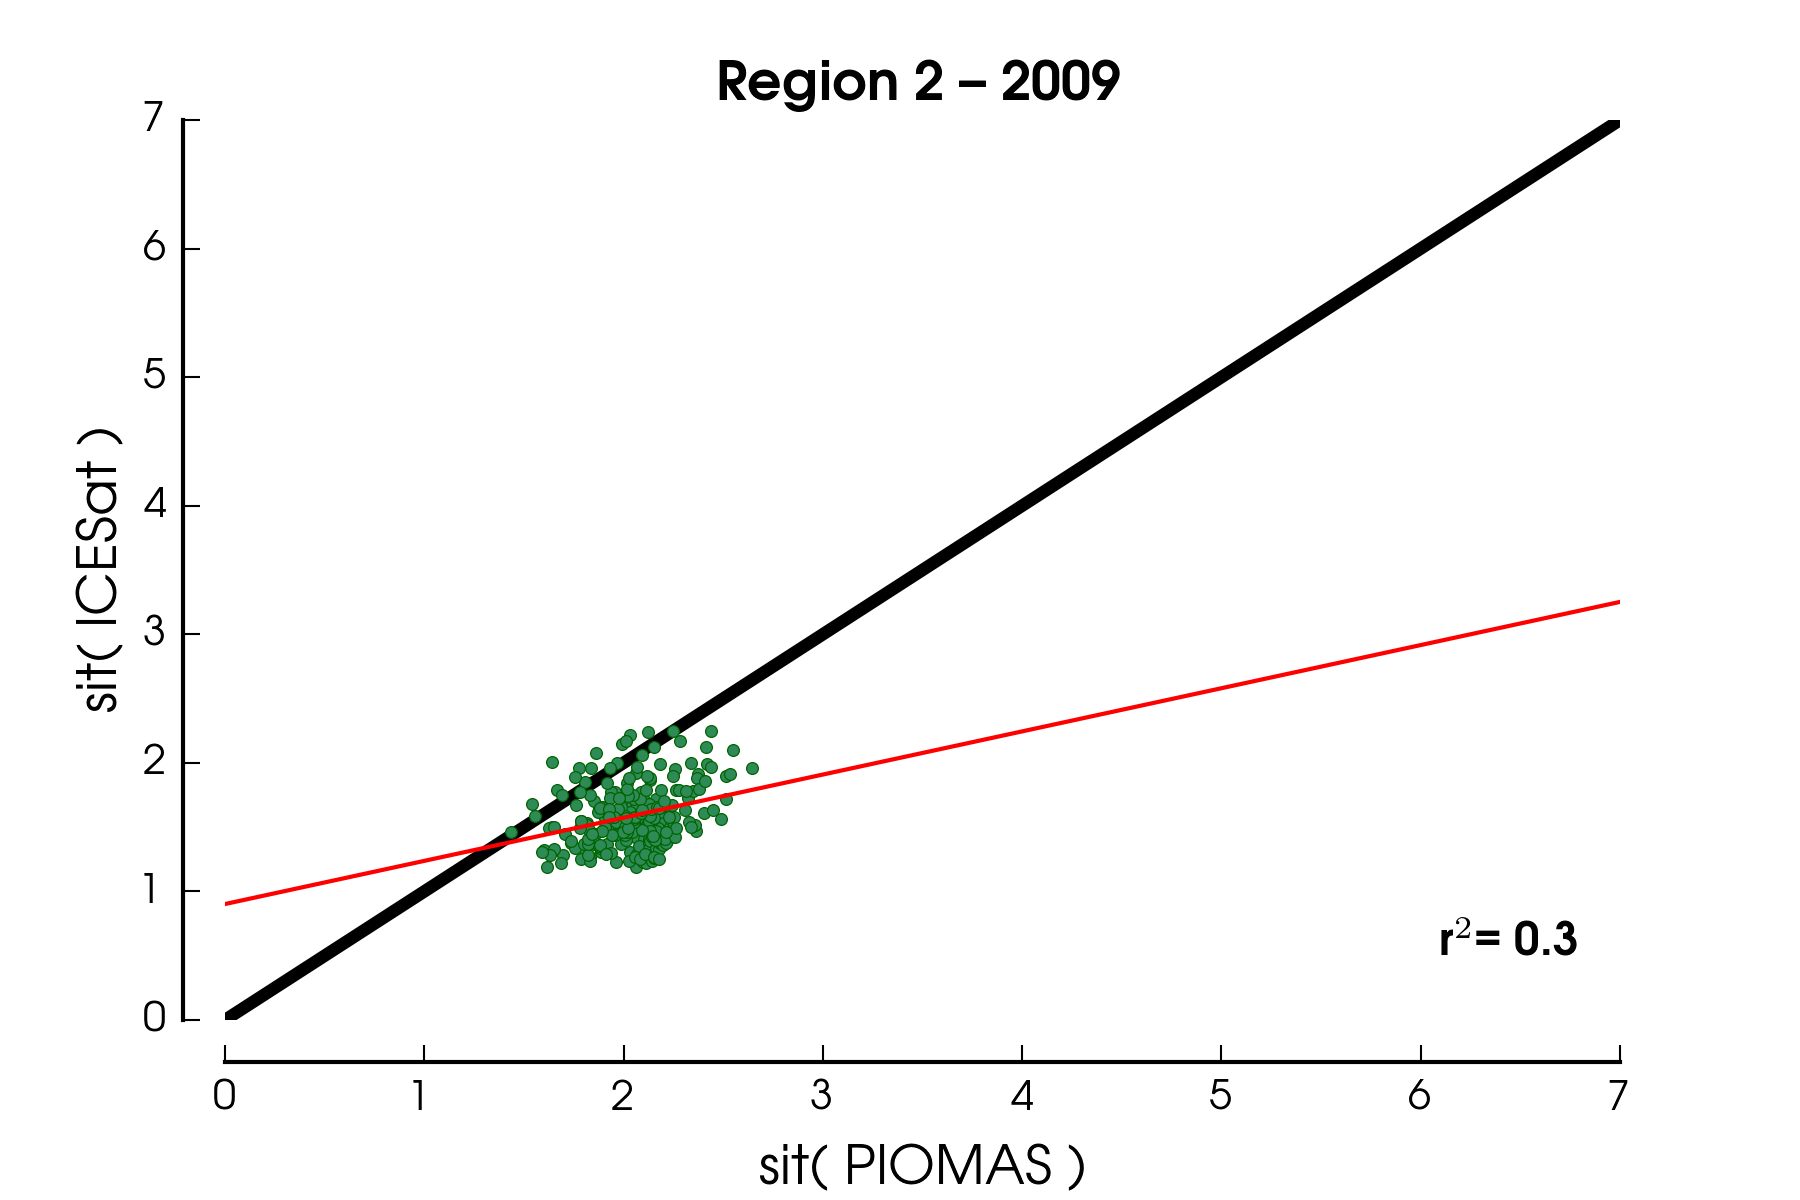 Region 2 – 2009
7
6
5
4
3
2
1
0
sit( ICESat )
r²= 0.3
0 1 2 3 4 5 6 7
sit( PIOMAS )